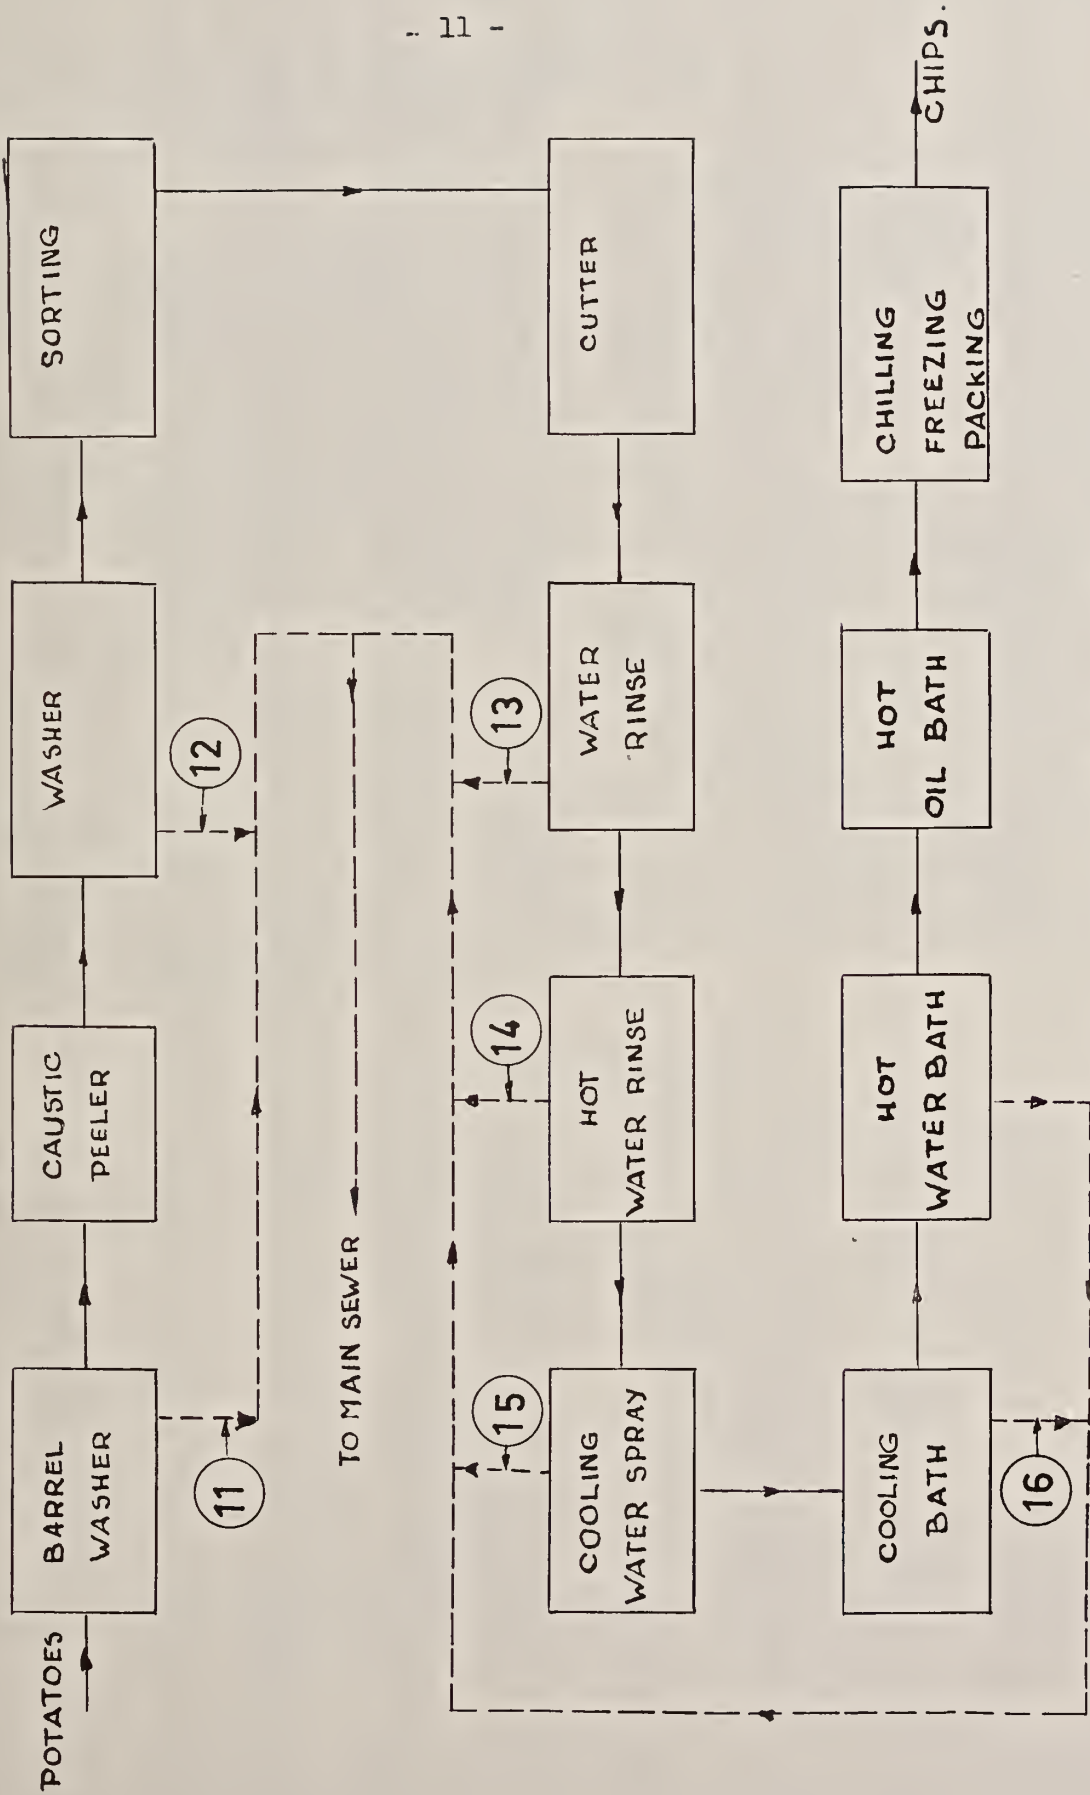 - 11 -
POTATOES
BARREL
WASHER
CAUSTIC
PEELER
WASHER
SORTING
11
12
TO MAIN SEWER
15
14
13
COOLING
WATER SPRAY
HOT
WATER RINSE
WATER
RINSE
CUTTER
COOLING
BATH
HOT
WATER BATH
HOT
OIL BATH
CHILLING
FREEZING
PACKING
CHIPS.
16